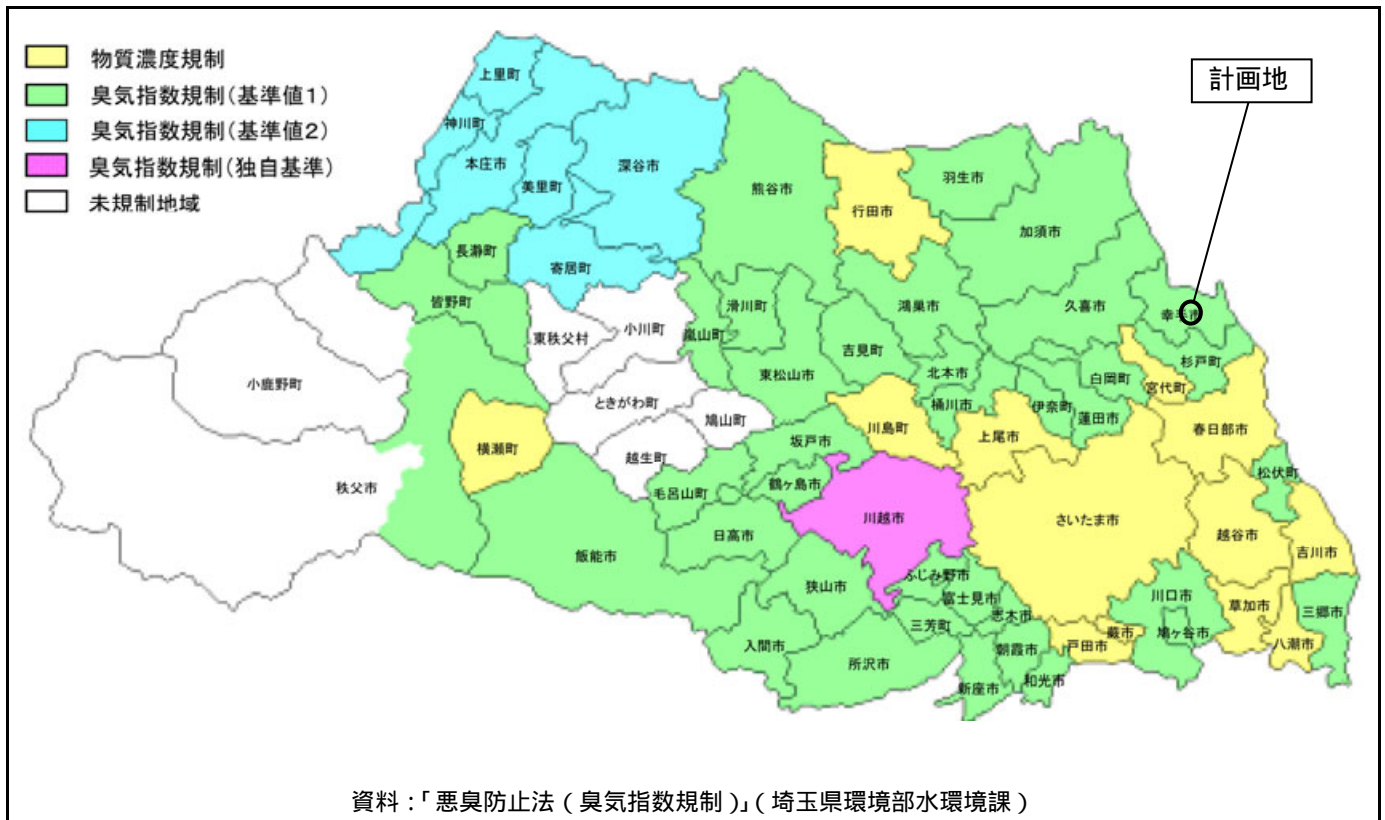 物質濃度規制
臭気指数規制(基準値1)
臭気指数規制(基準値2)
臭気指数規制(独自基準)
未規制地域
計画地
上里町
神川町
本庄市
美里町
深谷市
長瀞町
寄居町
皆野町
熊谷市
行田市
羽生市
加須市
鴻巣市
久喜市
幸手市
杉戸町
東秩父村
小川町
嵐山町
滑川町
吉見町
東松山市
北本市
白岡町
宮代町
小鹿野町
ときがわ町
鳩山町
桶川市
伊奈町
蓮田市
川島町
上尾市
春日部市
横瀬町
越生町
坂戸市
松伏町
秩父市
毛呂山町
鶴ヶ島市
川越市
さいたま市
越谷市
吉川市
日高市
飯能市
狭山市
ふじみ野市
富士見市
志木市
川口市
草加市
三郷市
三芳町
入間市
所沢市
朝霞市
戸田市
蕨市
鳩ヶ谷市
八潮市
新座市
和光市
資料:「悪臭防止法(臭気指数規制)」(埼玉県環境部水環境課)